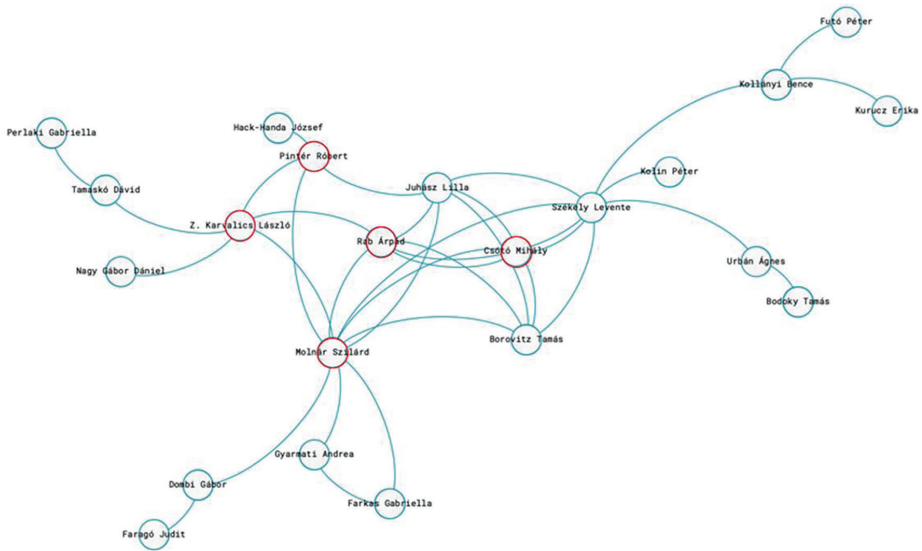 Futó Péter
Kollányi Bence
Kurucz Erika
Hack-Handa József
Perlaki Gabriella
Pintér Róbert
Kolin Péter
Juhász Lilla
Tamaskó Dávid
Székely Levente
Z. Karvalics László
Rab Árpád
Csótó Mihály
Urbán Ágnes
Nagy Gábor Dániel
Bodoky Tamás
Borovitz Tamás
Molnár Szilárd
Gyarmati Andrea
Dombi Gábor
Farkas Gabriella
Faragó Judit